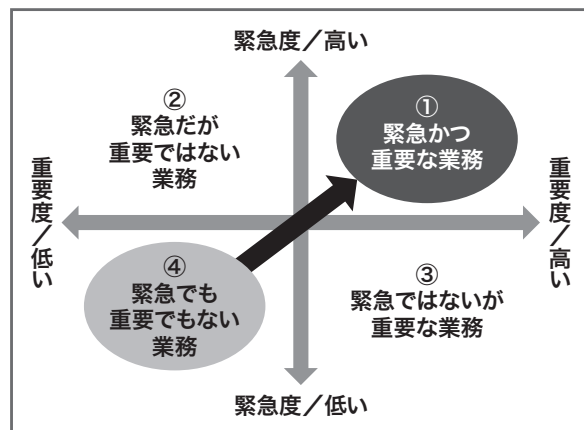 緊急度／高い
②
緊急だが
重要ではない
業務
①
緊急かつ
重要な業務
重要度/低い
重要度/高い
④
緊急でも
重要でもない
業務
③
緊急ではないが
重要な業務
緊急度／低い